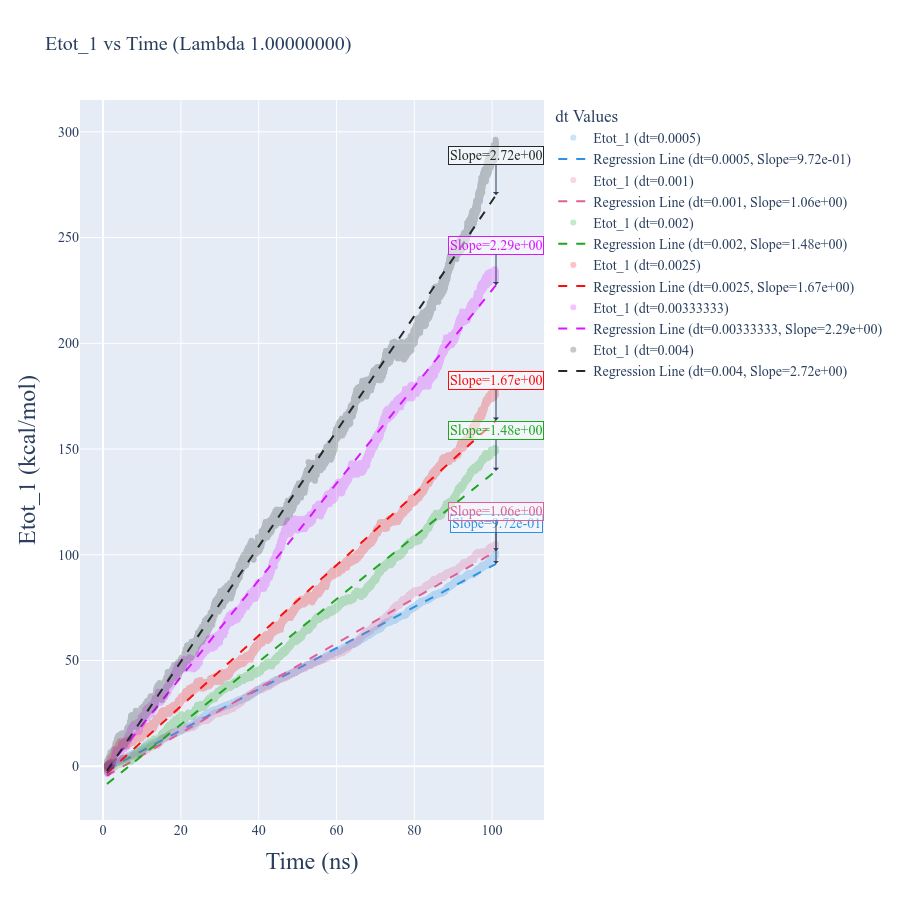 Etot_1 vs Time (Lambda 1.00000000)
dt Values
Etot_1 (dt=0.0005)
Regression Line (dt=0.0005, Slope=9.72e-01)
Etot_1 (dt=0.001)
Regression Line (dt=0.001, Slope=1.06e+00)
Etot_1 (dt=0.002)
Regression Line (dt=0.002, Slope=1.48e+00)
Etot_1 (dt=0.0025)
Regression Line (dt=0.0025, Slope=1.67e+00)
Etot_1 (dt=0.00333333)
Regression Line (dt=0.00333333, Slope=2.29e+00)
Etot_1 (dt=0.004)
Regression Line (dt=0.004, Slope=2.72e+00)
Slope=2.72e+00
Slope=2.29e+00
Slope=1.67e+00
Slope=1.48e+00
Slope=1.06e+00
Slope=9.72e-01
300
250
200
150
100
50
0
0 20 40 60 80 100
Time (ns)
Etot_1 (kcal/mol)